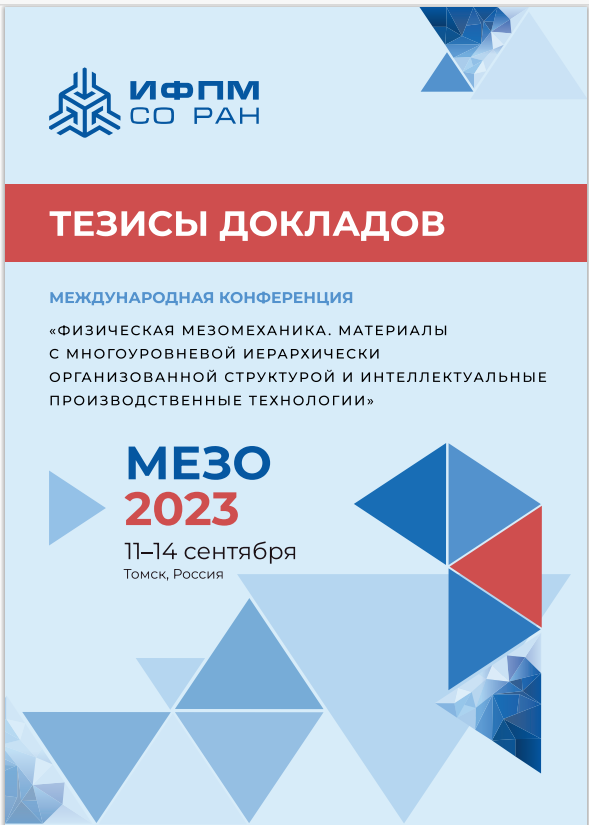 ИФПМ
СО РАН
ТЕЗИСЫ ДОКЛАДОВ
МЕЖДУНАРОДНАЯ КОНФЕРЕНЦИЯ
«ФИЗИЧЕСКАЯ МЕЗОМЕХАНИКА. МАТЕРИАЛЫ
С МНОГОУРОВНЕВОЙ ИЕРАРХИЧЕСКИ
ОРГАНИЗОВАННОЙ СТРУКТУРОЙ И ИНТЕЛЛЕКТУАЛЬНЫЕ
ПРОИЗВОДСТВЕННЫЕ ТЕХНОЛОГИИ»
МЕЗО
2023
11–14 сентября
Томск, Россия